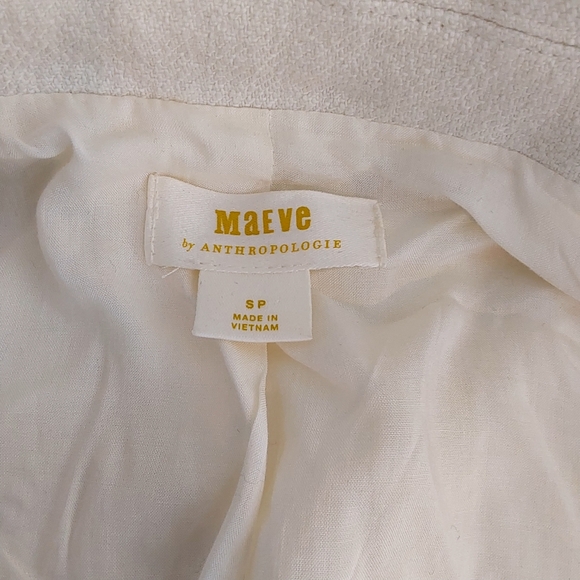 MaEVe
by ANTHROPOLOGIE
SP
MADE IN
VIETNAM